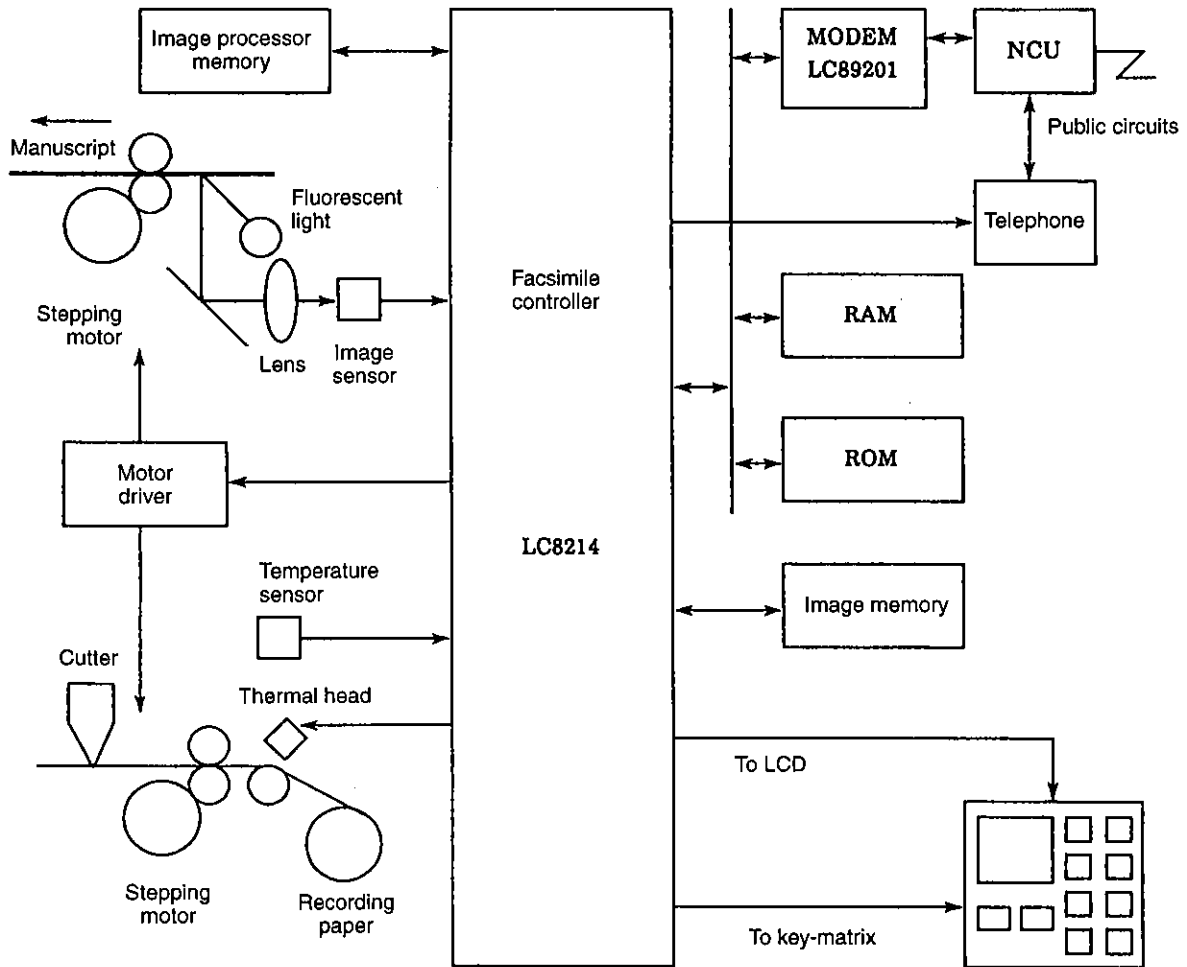 Image processor
memory
Manuscript
Fluorescent
light
Stepping
motor
Lens
Image
sensor
Motor
driver
Temperature
sensor
Cutter
Thermal head
Stepping
motor
Recording
paper
Facsimile
controller
LC8214
MODEM
LC89201
NCU
Public circuits
Telephone
RAM
ROM
Image memory
To LCD
To key-matrix